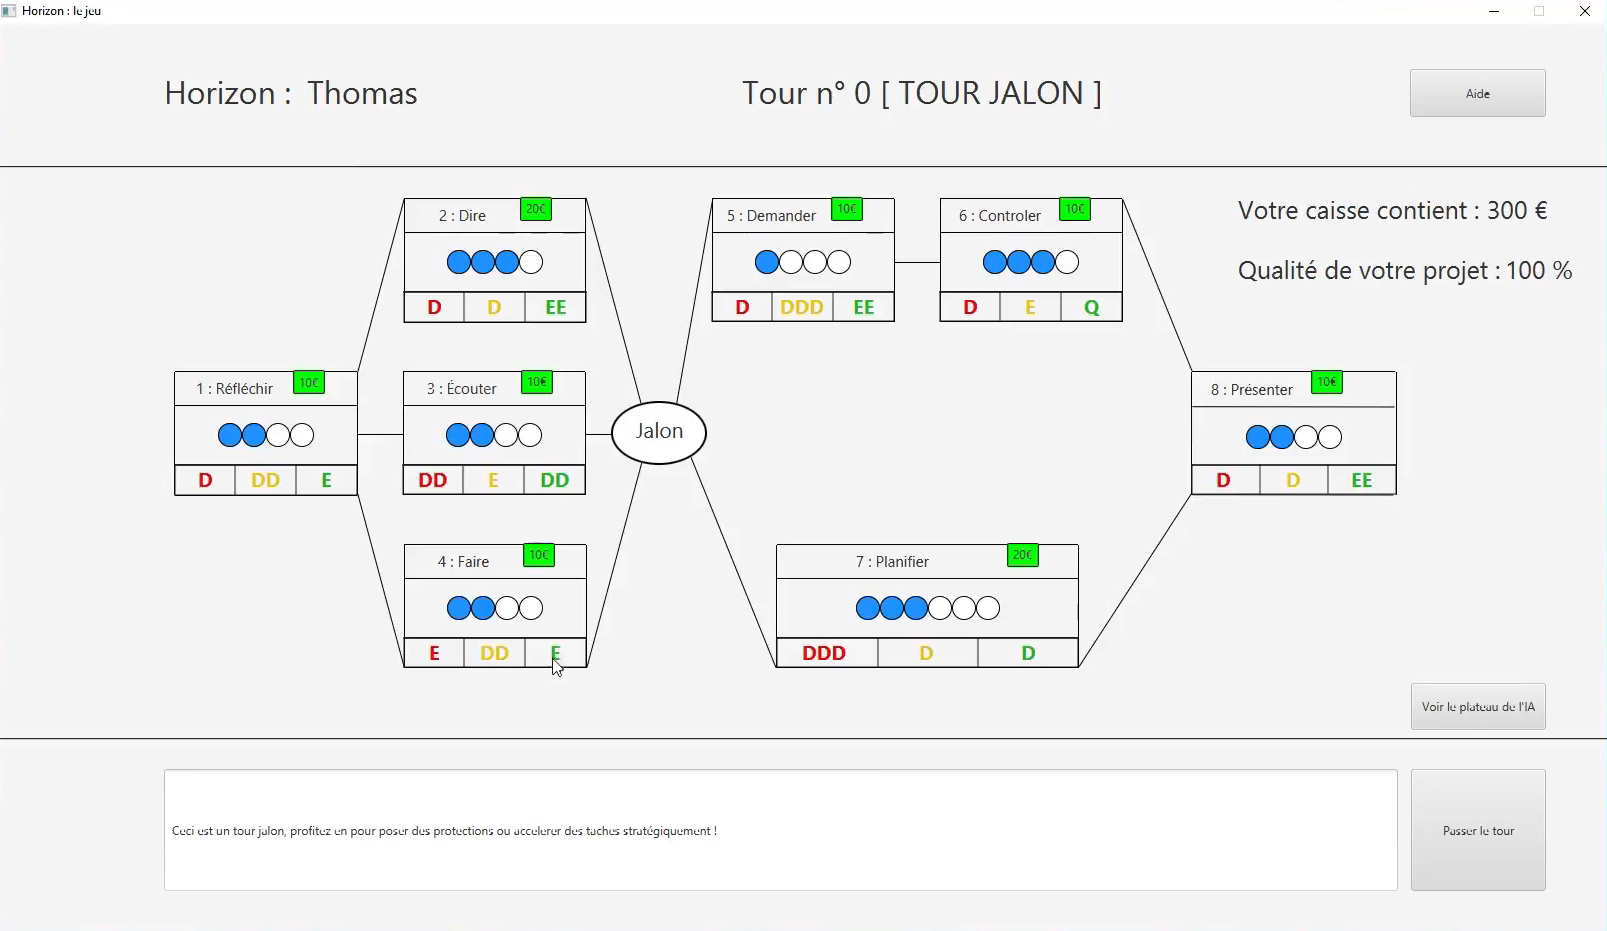 Horizon : le jeu
Horizon : Thomas
Tour n° 0 [ TOUR JALON ]
Aide
2 : Dire
20€
D
D
EE
5 : Demander
10€
D
DDD
EE
6 : Controler
10€
D
E
Q
Votre caisse contient : 300 €
Qualité de votre projet : 100 %
1 : Réfléchir
10€
D
DD
E
3 : Écouter
10€
DD
E
DD
Jalon
8 : Présenter
10€
D
D
EE
4 : Faire
10€
E
DD
E
7 : Planifier
20€
DDD
D
D
Voir le plateau de l'IA
Ceci est un tour jalon, profitez en pour poser des protections ou accelerer des taches stratégiquement !
Passer le tour